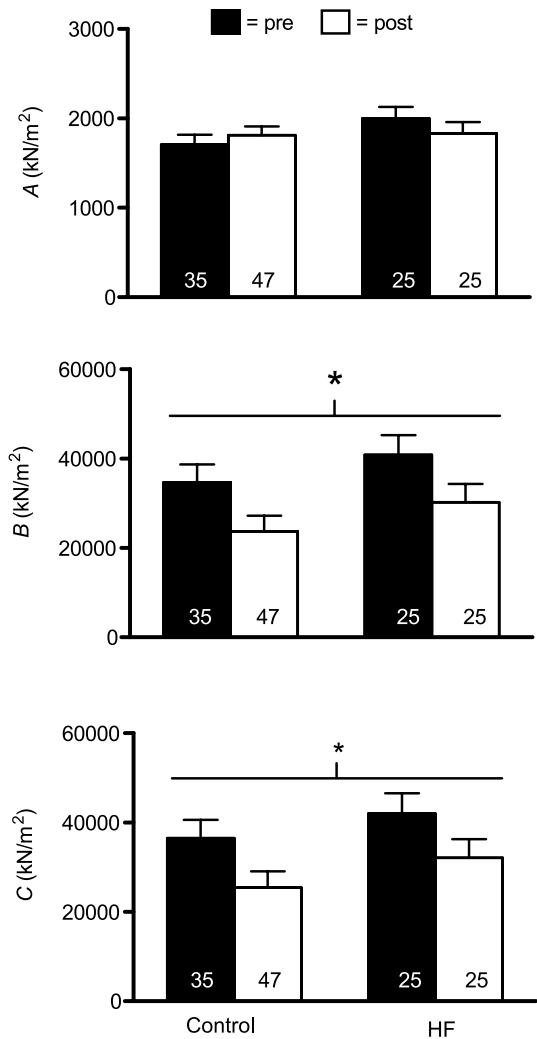 = pre = post
3000
2000
1000
0
A (kN/m²)
35 47 25 25
60000
40000
20000
0
B (kN/m²)
*
35 47 25 25
60000
40000
20000
0
C (kN/m²)
*
35 47 25 25
Control HF